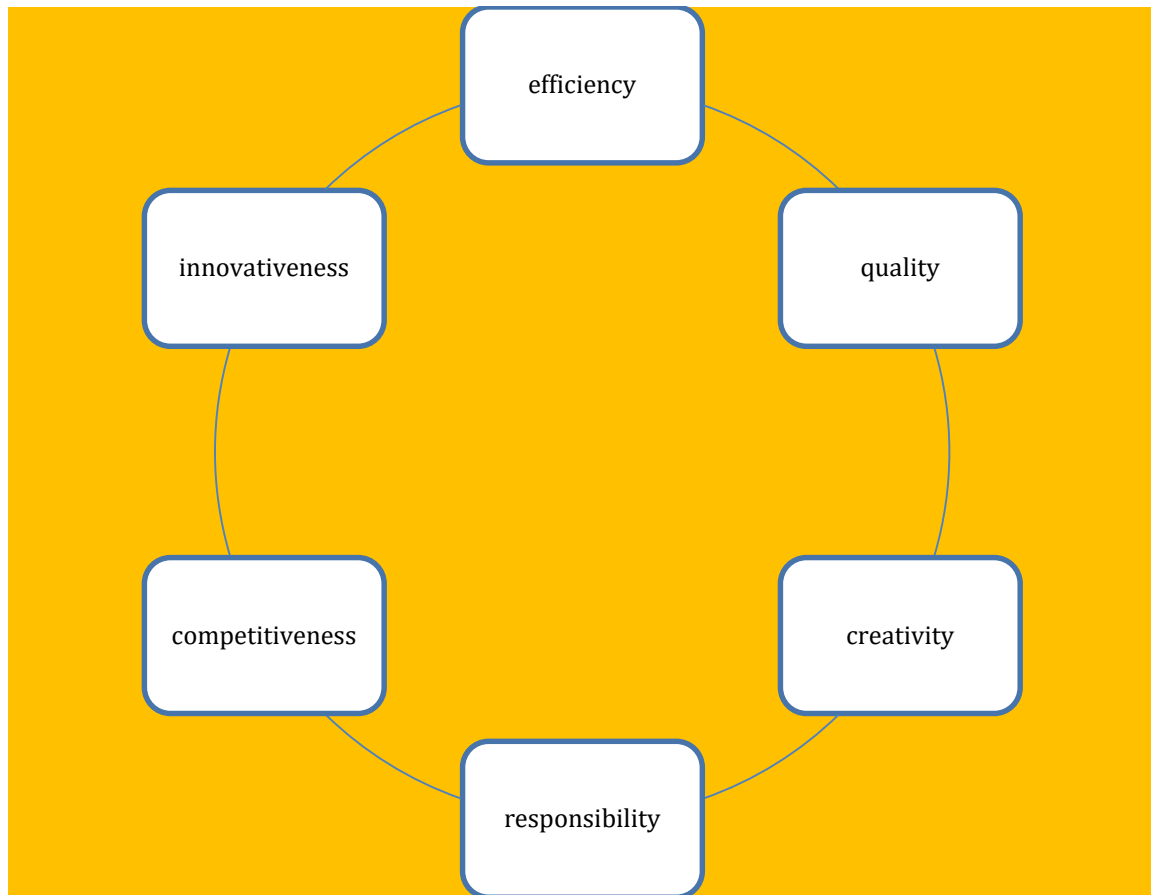 efficiency
innovativeness
quality
competitiveness
creativity
responsibility